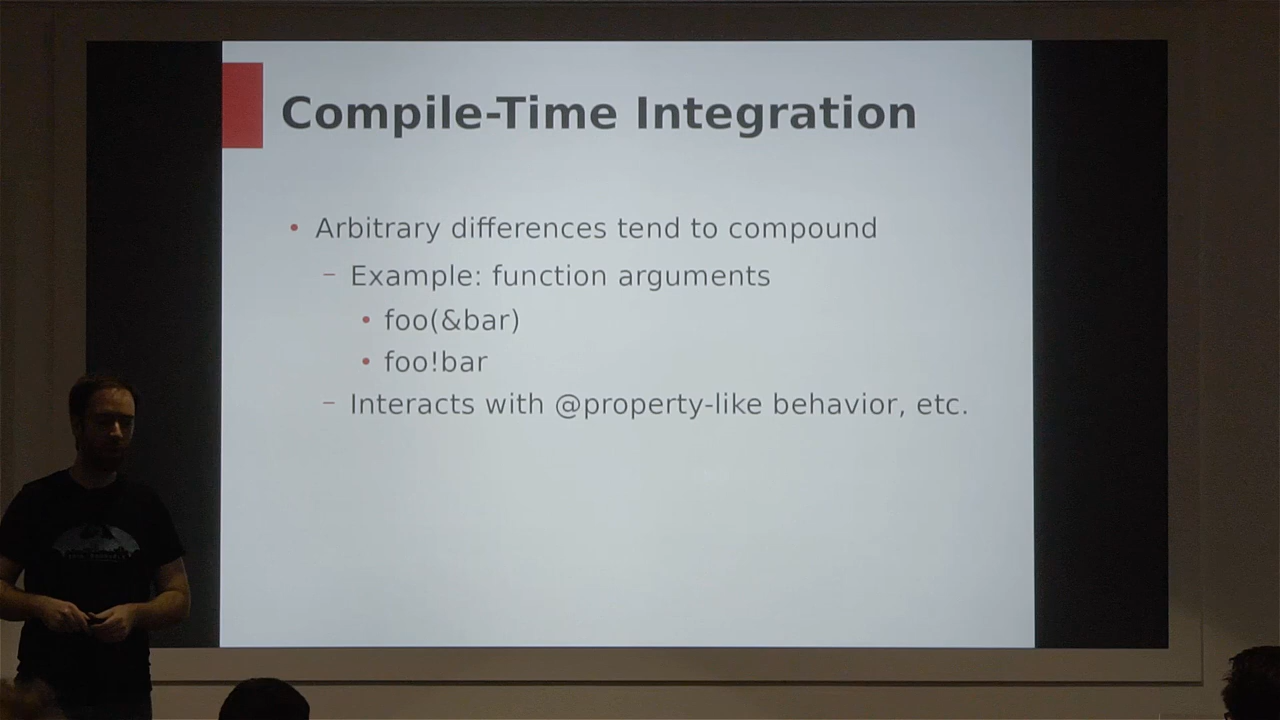 Compile-Time Integration
• Arbitrary differences tend to compound
– Example: function arguments
• foo(&bar)
• foo!bar
– Interacts with @property-like behavior, etc.